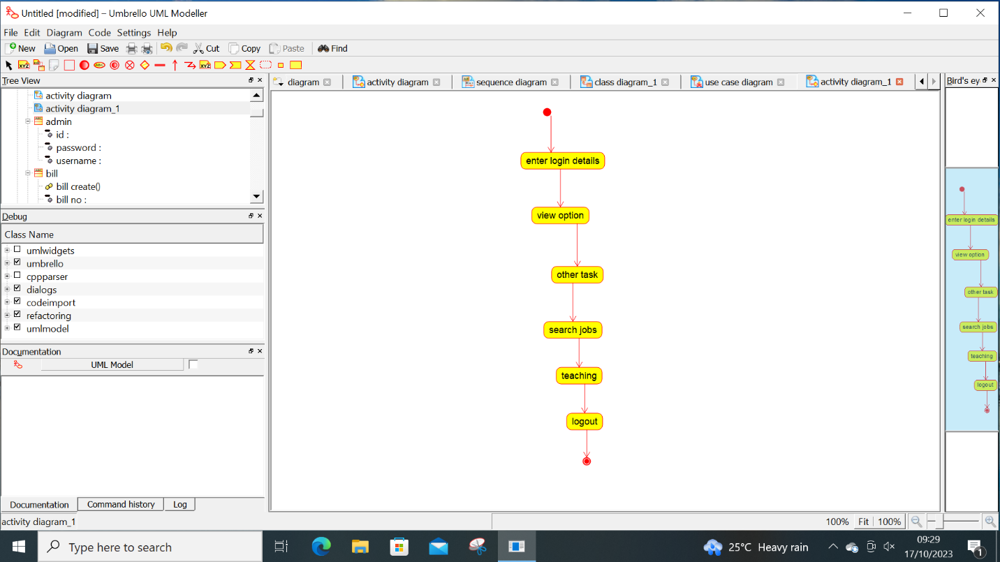 Untitled [modified] – Umbrello UML Modeller
File Edit Diagram Code Settings Help
New Open Save Cut Copy Paste Find
Tree View
activity diagram
activity diagram_1
admin
id :
password :
username :
bill
bill create()
bill no :
Debug
Class Name
umlwidgets
umbrello
cppparser
dialogs
codeimport
refactoring
umlmodel
Documentation
UML Model
Documentation Command history Log
activity diagram_1
diagram activity diagram sequence diagram class diagram_1 use case diagram activity diagram_1
enter login details
view option
other task
search jobs
teaching
logout
Bird's ey
enter login details
view option
other task
search jobs
teaching
logout
100% Fit 100%
Type here to search
25°C Heavy rain
09:29
17/10/2023
1